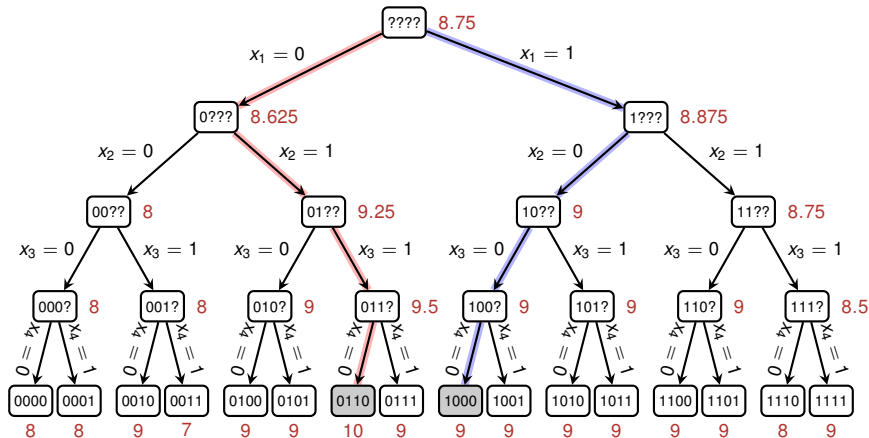 ???? 8.75
x₁ = 0 x₁ = 1
0??? 8.625 1??? 8.875
x₂ = 0 x₂ = 1 x₂ = 0 x₂ = 1
00?? 8 01?? 9.25 10?? 9 11?? 8.75
x₃ = 0 x₃ = 1 x₃ = 0 x₃ = 1 x₃ = 0 x₃ = 1 x₃ = 0 x₃ = 1
000? 8 001? 8 010? 9 011? 9.5 100? 9 101? 9 110? 9 111? 8.5
x₄ = 0 x₄ = 1 x₄ = 0 x₄ = 1 x₄ = 0 x₄ = 1 x₄ = 0 x₄ = 1 x₄ = 0 x₄ = 1 x₄ = 0 x₄ = 1 x₄ = 0 x₄ = 1 x₄ = 0 x₄ = 1
0000 0001 0010 0011 0100 0101 0110 0111 1000 1001 1010 1011 1100 1101 1110 1111
8 8 9 7 9 9 10 9 9 9 9 9 9 9 8 9